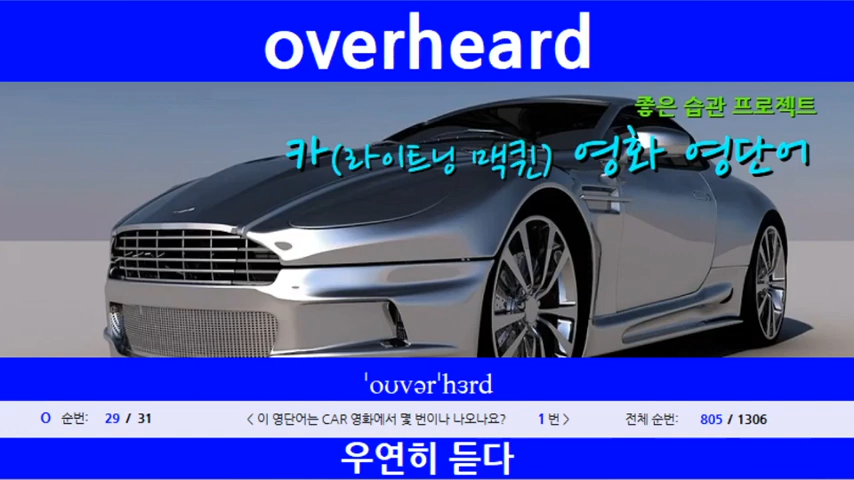 overheard
좋은 습관 프로젝트
카(라이트닝 맥퀸) 영화 영단어
ˈoʊvərˈhɜrd
O 순번: 29 / 31 < 이 영단어는 CAR 영화에서 몇 번이나 나오나요? 1 번 > 전체 순번: 805 / 1306
우연히 듣다